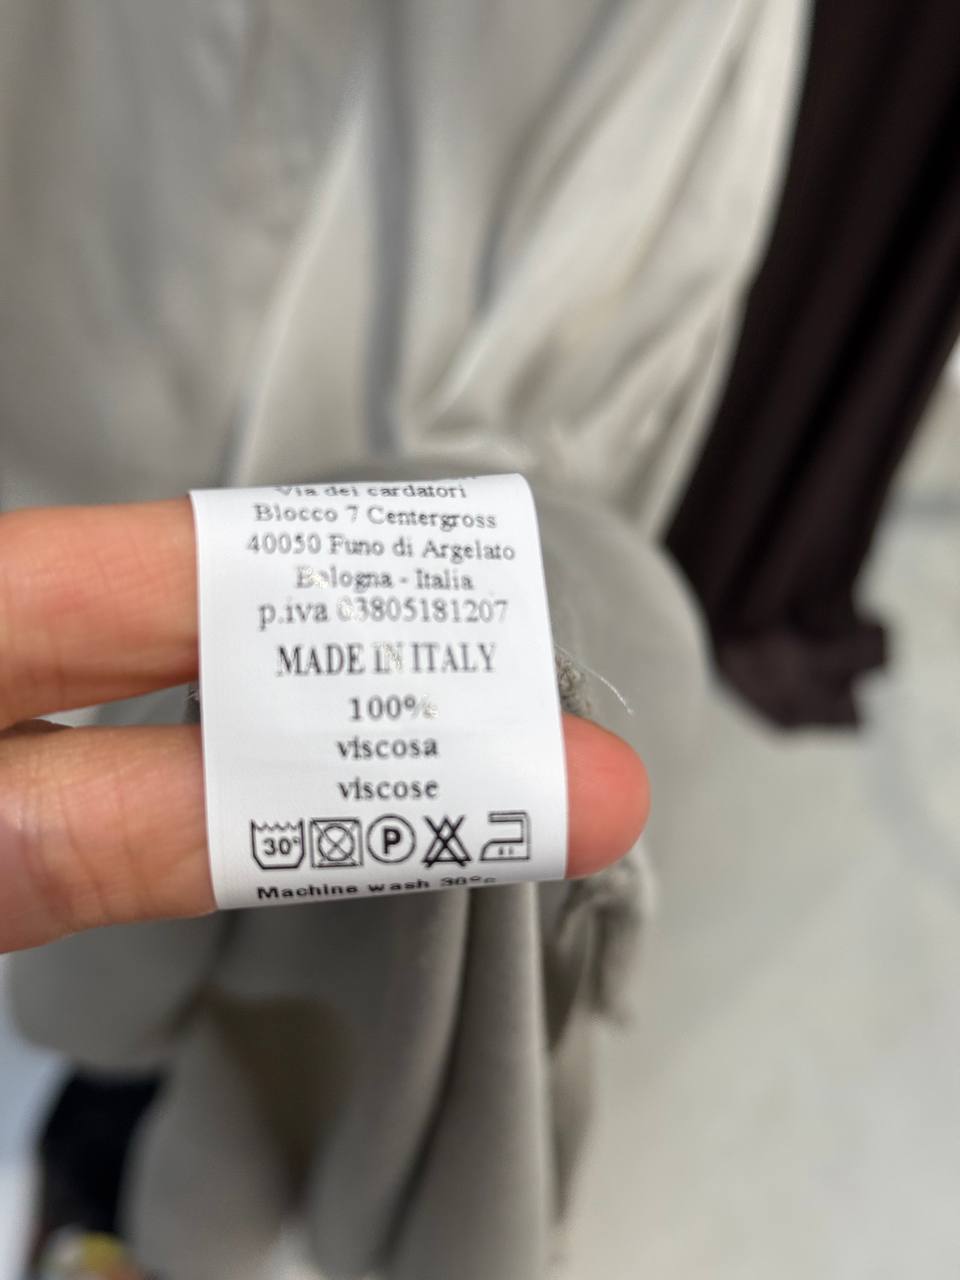 Via dei cardatori
Blocco 7 Centergross
40050 Funo di Argelato
Bologna - Italia
p.iva 03805181207
MADE IN ITALY
100%
viscosa
viscose
30°
P
Machine wash 30°c